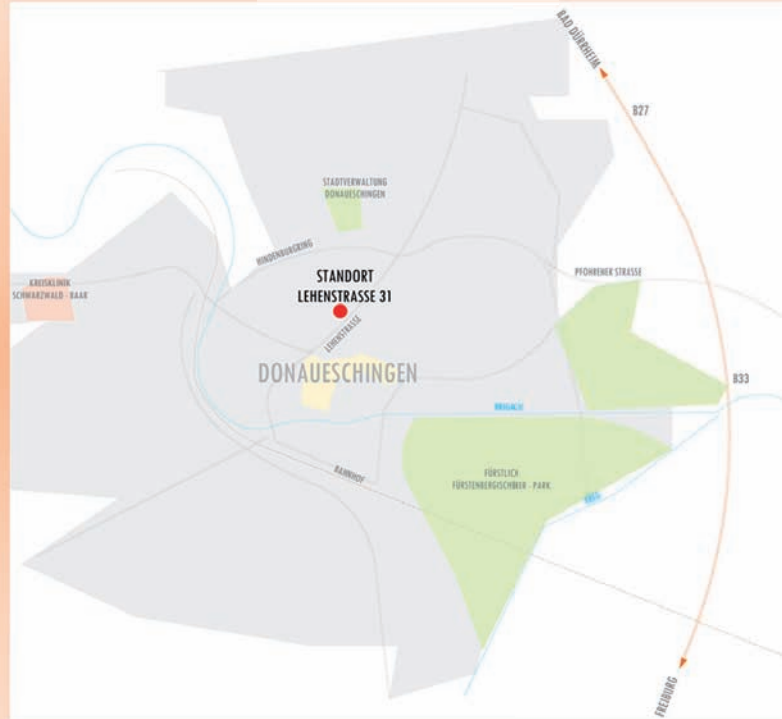 BAD DÜRRHEIM
B27
STADTVERWALTUNG
DONAUESCHINGEN
HINDENBURGRING
PFOHRENER STRASSE
KREISKLINIK
SCHWARZWALD - BAAR
STANDORT
LEHENSTRASSE 31
LEHENSTRASSE
DONAUESCHINGEN
B33
BRIGACH
BAHNHOF
FÜRSTLICH
FÜRSTENBERGISCHBER - PARK
BREG
FREIBURG